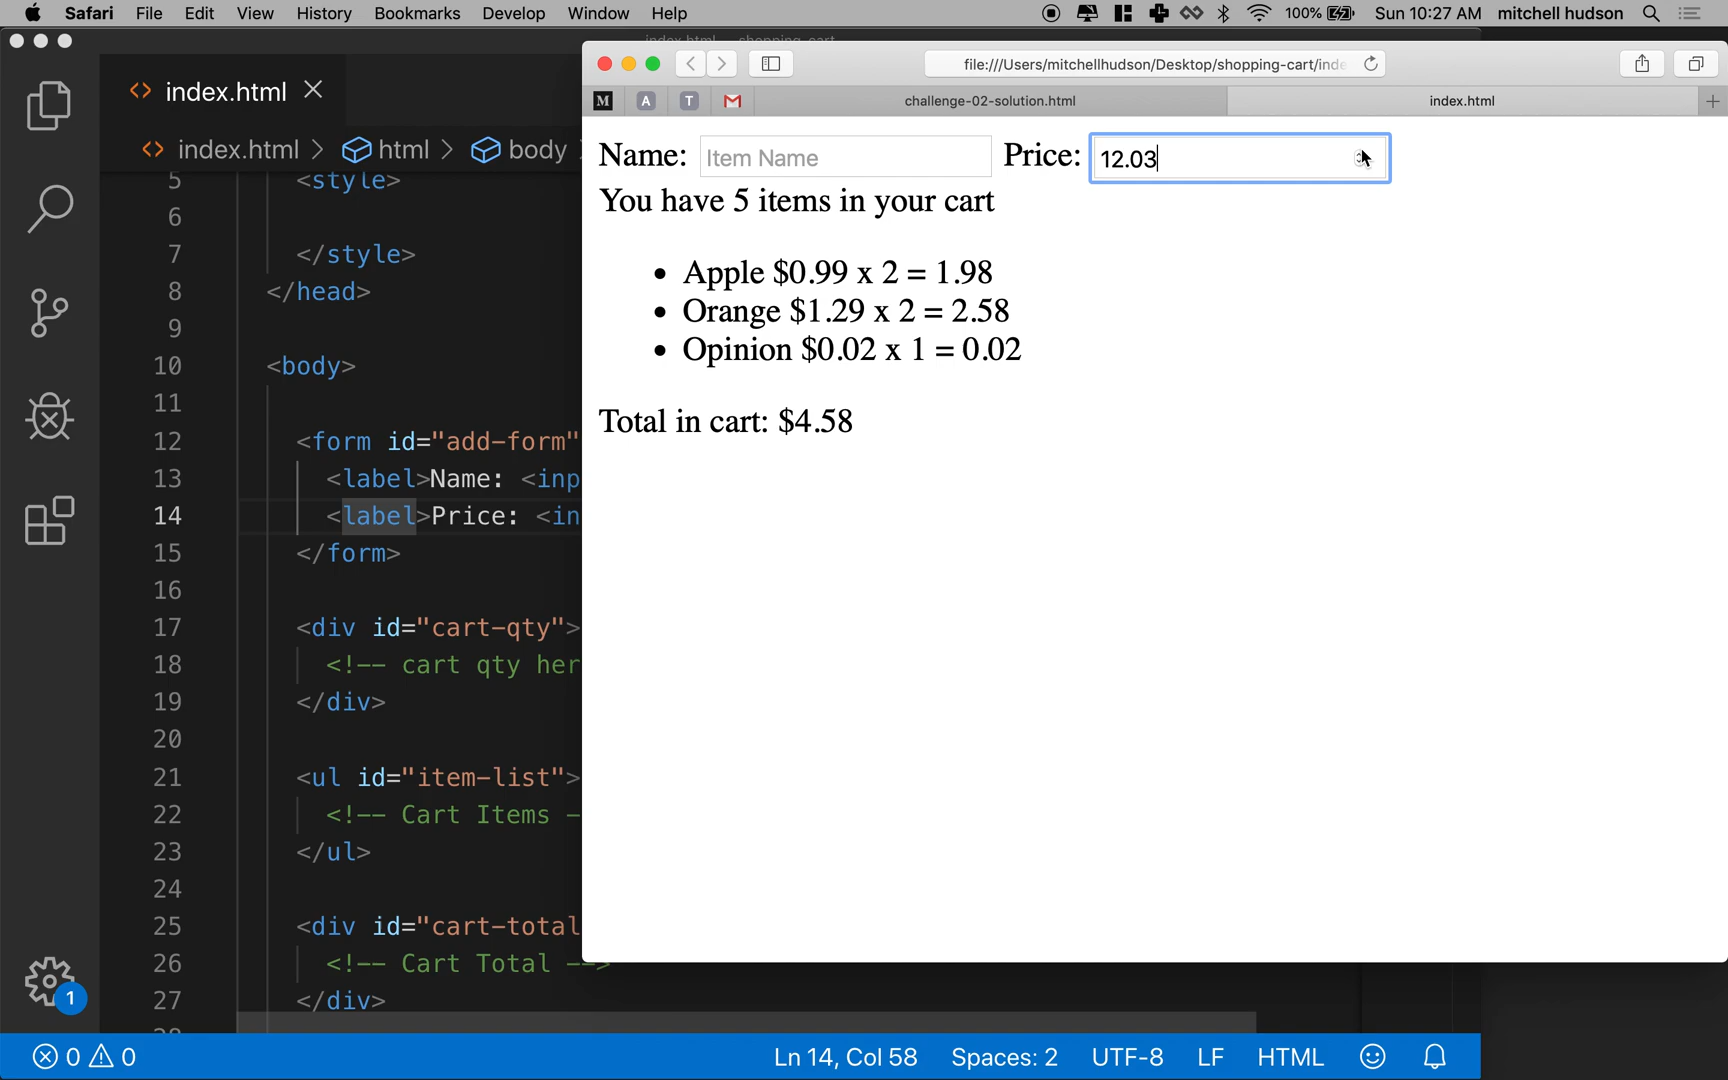 Safari File Edit View History Bookmarks Develop Window Help 100% Sun 10:27 AM mitchell hudson
index.html — shopping-cart
index.html
index.html > html > body
5 <style>
6
7 </style>
8 </head>
9
10 <body>
11
12 <form id="add-form"
13 <label>Name: <inp
14 <label>Price: <in
15 </form>
16
17 <div id="cart-qty">
18 <!-- cart qty her
19 </div>
20
21 <ul id="item-list">
22 <!-- Cart Items -
23 </ul>
24
25 <div id="cart-total
26 <!-- Cart Total -->
27 </div>
1
0 0 Ln 14, Col 58 Spaces: 2 UTF-8 LF HTML
file:///Users/mitchellhudson/Desktop/shopping-cart/inde
M A T challenge-02-solution.html index.html
Name: Item Name Price: 12.03
You have 5 items in your cart
• Apple $0.99 x 2 = 1.98
• Orange $1.29 x 2 = 2.58
• Opinion $0.02 x 1 = 0.02
Total in cart: $4.58